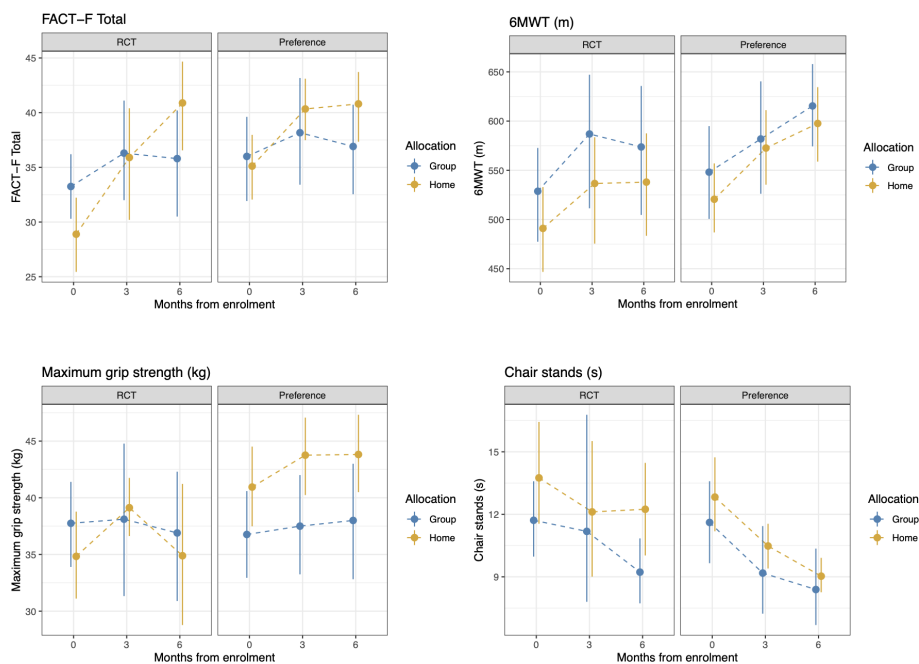 FACT−F Total
RCT
Preference
45
40
35
30
25
FACT−F Total
0
3
6
0
3
6
Months from enrolment
Allocation
Group
Home
6MWT (m)
RCT
Preference
650
600
550
500
450
6MWT (m)
0
3
6
0
3
6
Months from enrolment
Allocation
Group
Home
Maximum grip strength (kg)
RCT
Preference
45
40
35
30
Maximum grip strength (kg)
0
3
6
0
3
6
Months from enrolment
Allocation
Group
Home
Chair stands (s)
RCT
Preference
15
12
9
Chair stands (s)
0
3
6
0
3
6
Months from enrolment
Allocation
Group
Home